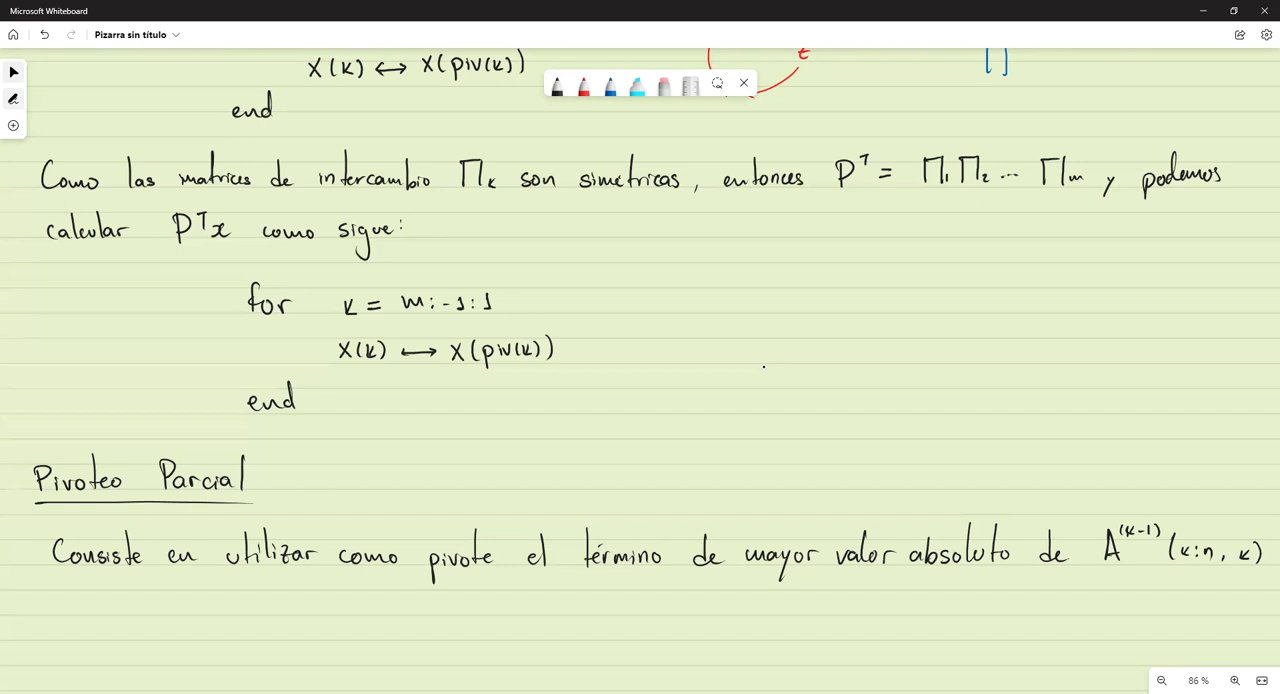 Microsoft Whiteboard
Pizarra sin título
x(k) ↔ x(piv(k))
end
Como las matrices de intercambio Πₖ son simétricas, entonces Pᵀ = Π₁Π₂... Πₘ y podemos
calcular Pᵀx como sigue:
for k = m:-1:1
x(k) ↔ x(piv(k))
end
Pivoteo Parcial
Consiste en utilizar como pivote el término de mayor valor absoluto de A⁽ᵏ⁻¹⁾(k:n, k)
86 %